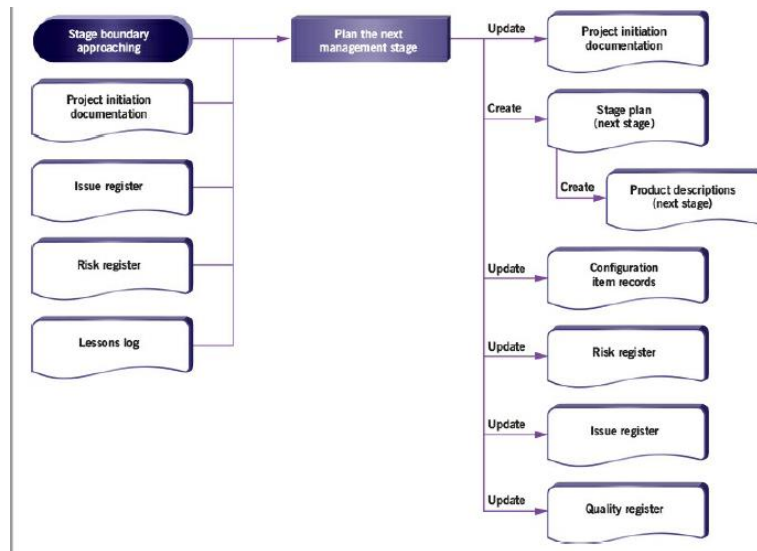 Stage boundary
approaching
Project initiation
documentation
Issue register
Risk register
Lessons log
Plan the next
management stage
Update
Project initiation
documentation
Create
Stage plan
(next stage)
Create
Product descriptions
(next stage)
Update
Configuration
item records
Update
Risk register
Update
Issue register
Update
Quality register